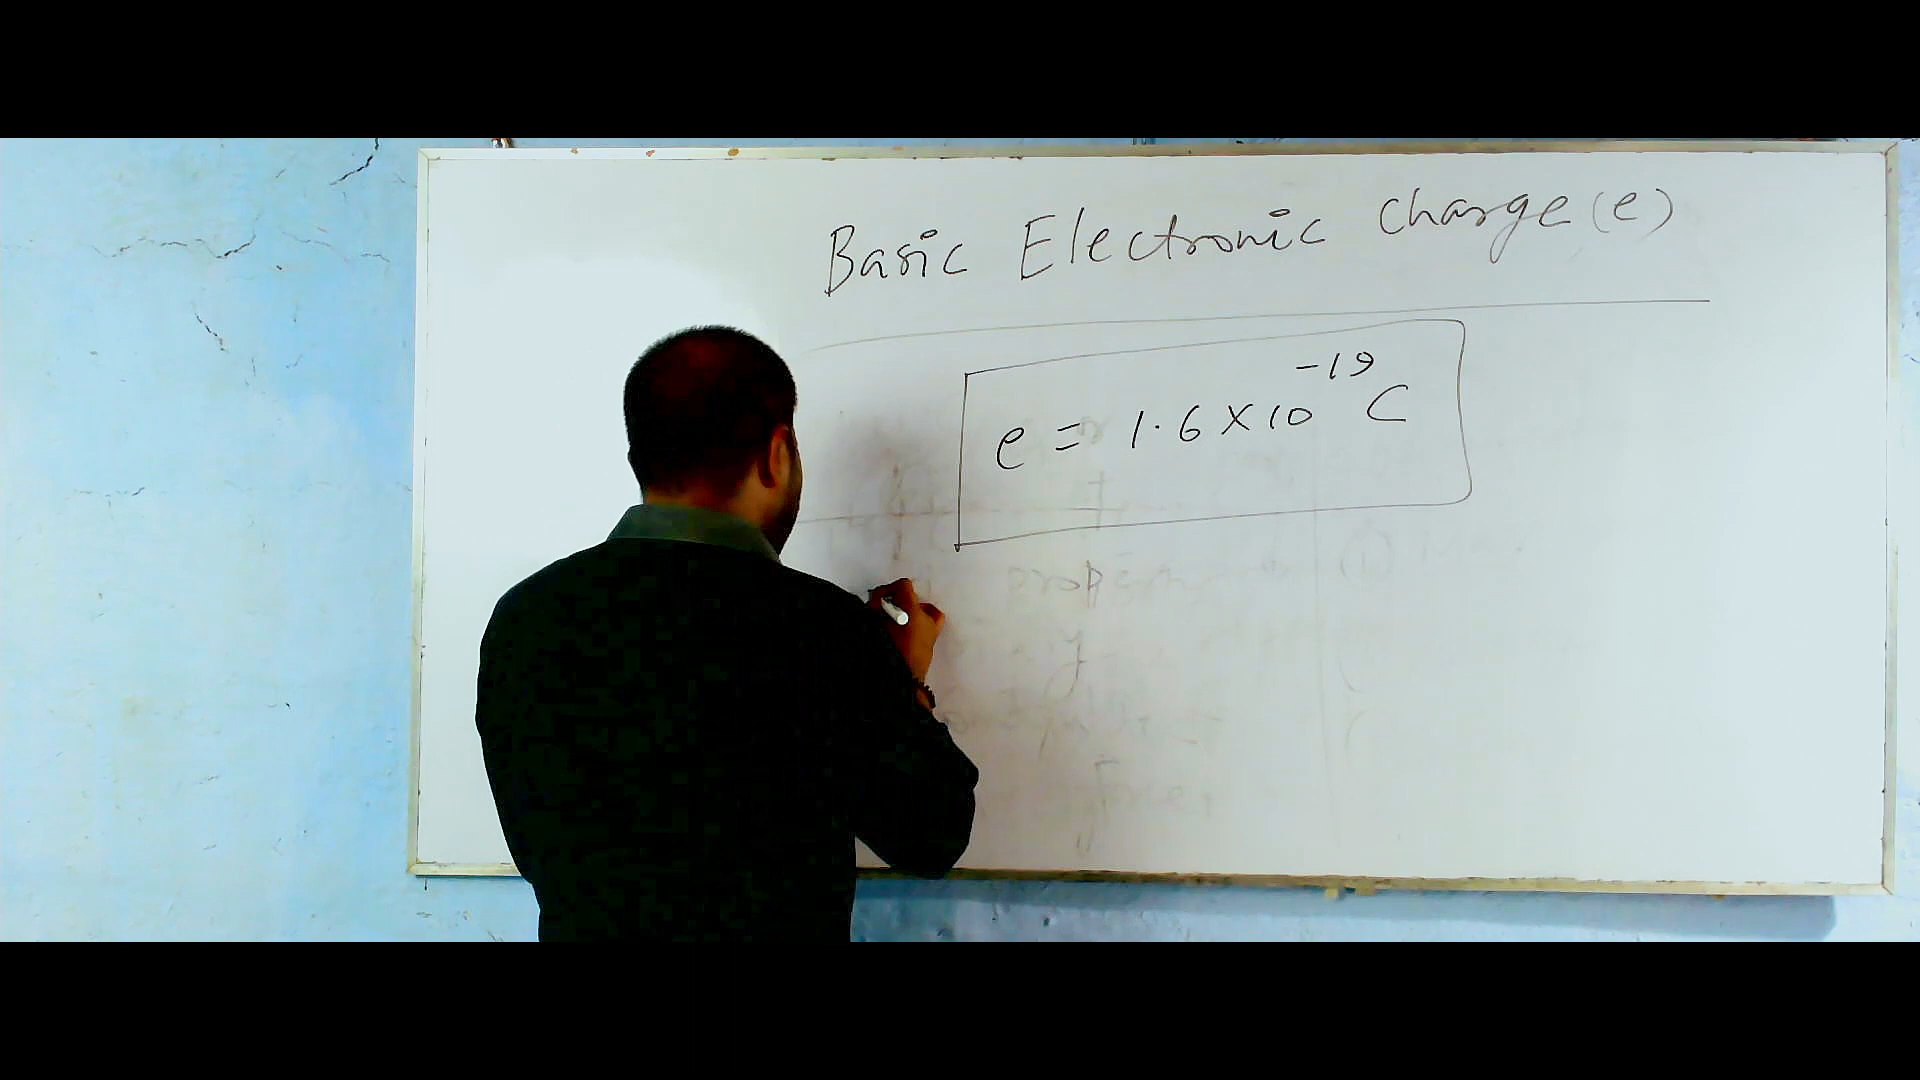 Basic Electronic charge (e)
e = 1.6 × 10⁻¹⁹ C